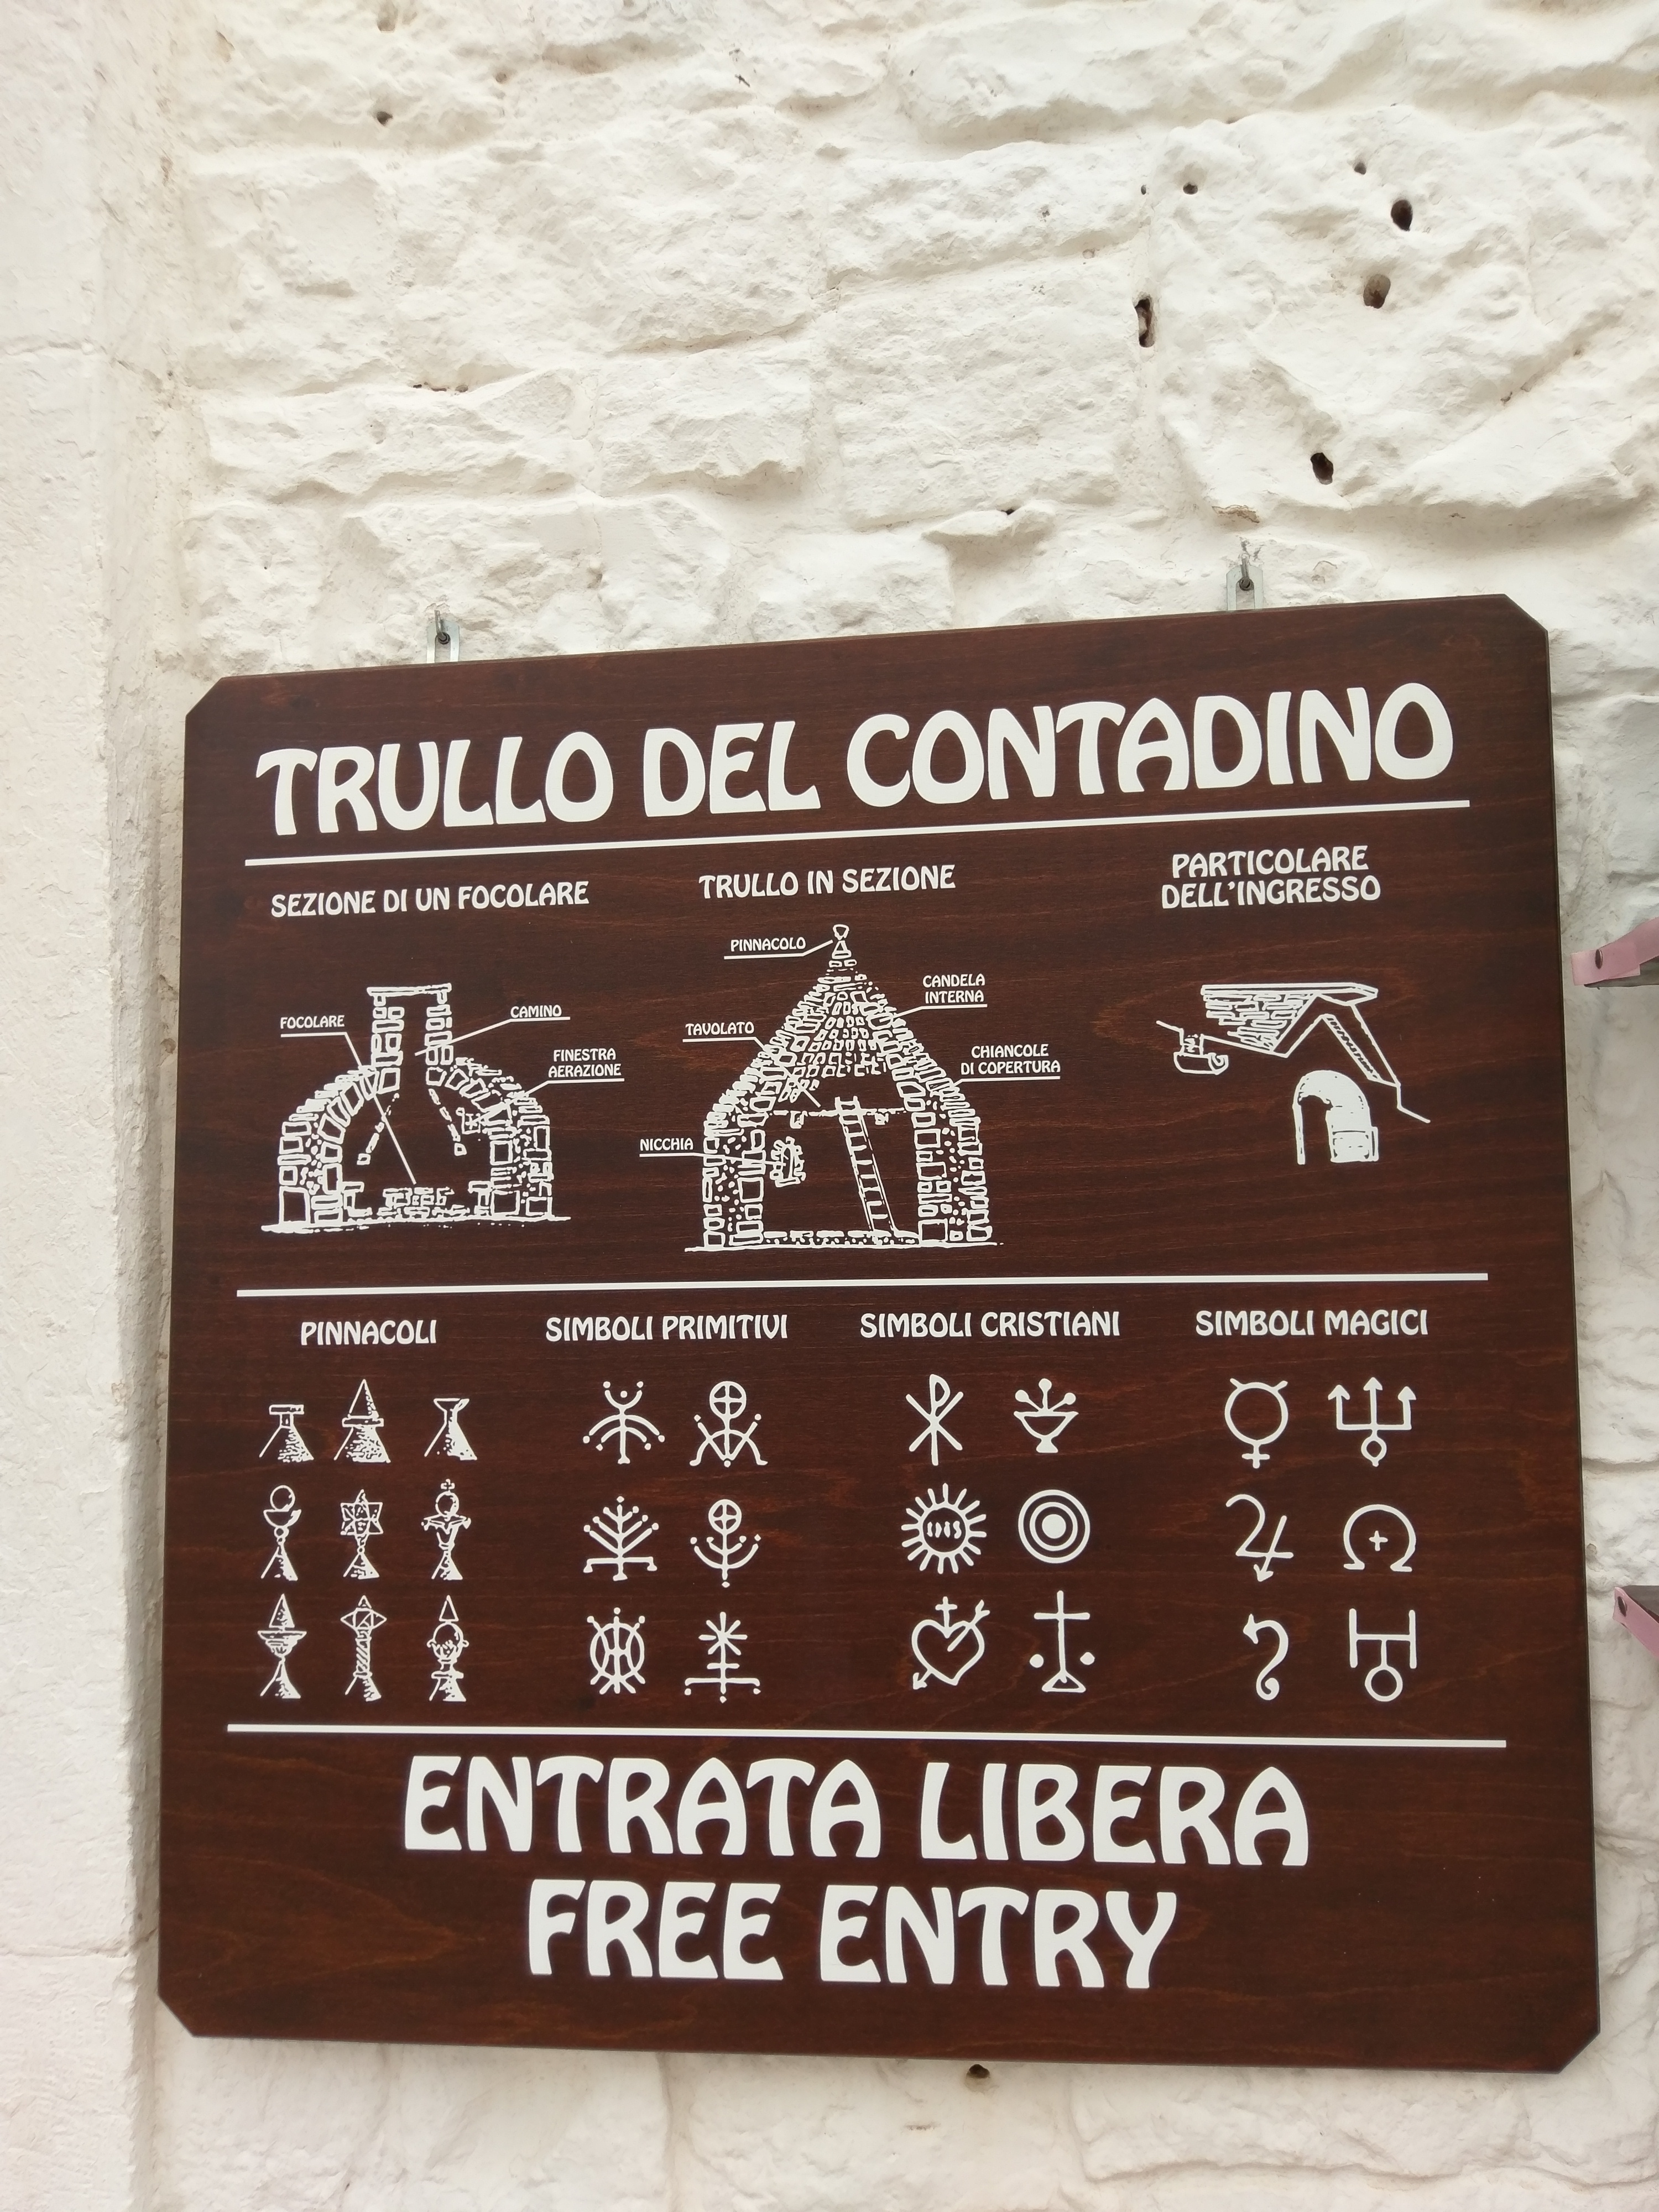 TRULLO DEL CONTADINO
SEZIONE DI UN FOCOLARE
TRULLO IN SEZIONE
PARTICOLARE
DELL'INGRESSO
FOCOLARE
CAMINO
FINESTRA
AERAZIONE
PINNACOLO
CANDELA
INTERNA
TAVOLATO
CHIANCOLE
DI COPERTURA
NICCHIA
PINNACOLI
SIMBOLI PRIMITIVI
SIMBOLI CRISTIANI
SIMBOLI MAGICI
ENTRATA LIBERA
FREE ENTRY